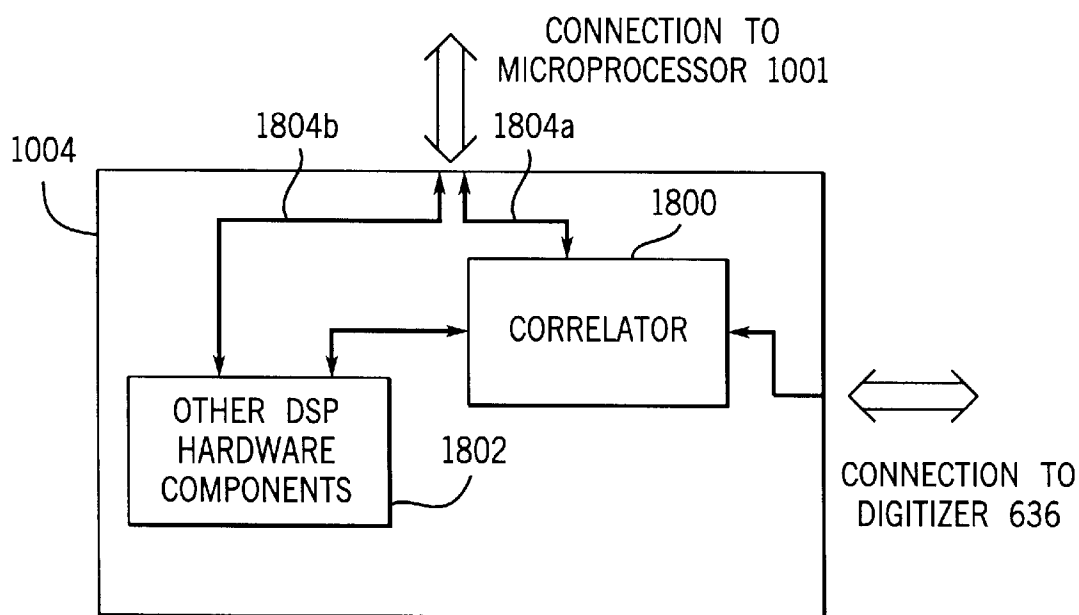 CONNECTION TO
MICROPROCESSOR 1001
1804b
1804a
1004
1800
CORRELATOR
OTHER DSP
HARDWARE
COMPONENTS
1802
CONNECTION TO
DIGITIZER 636